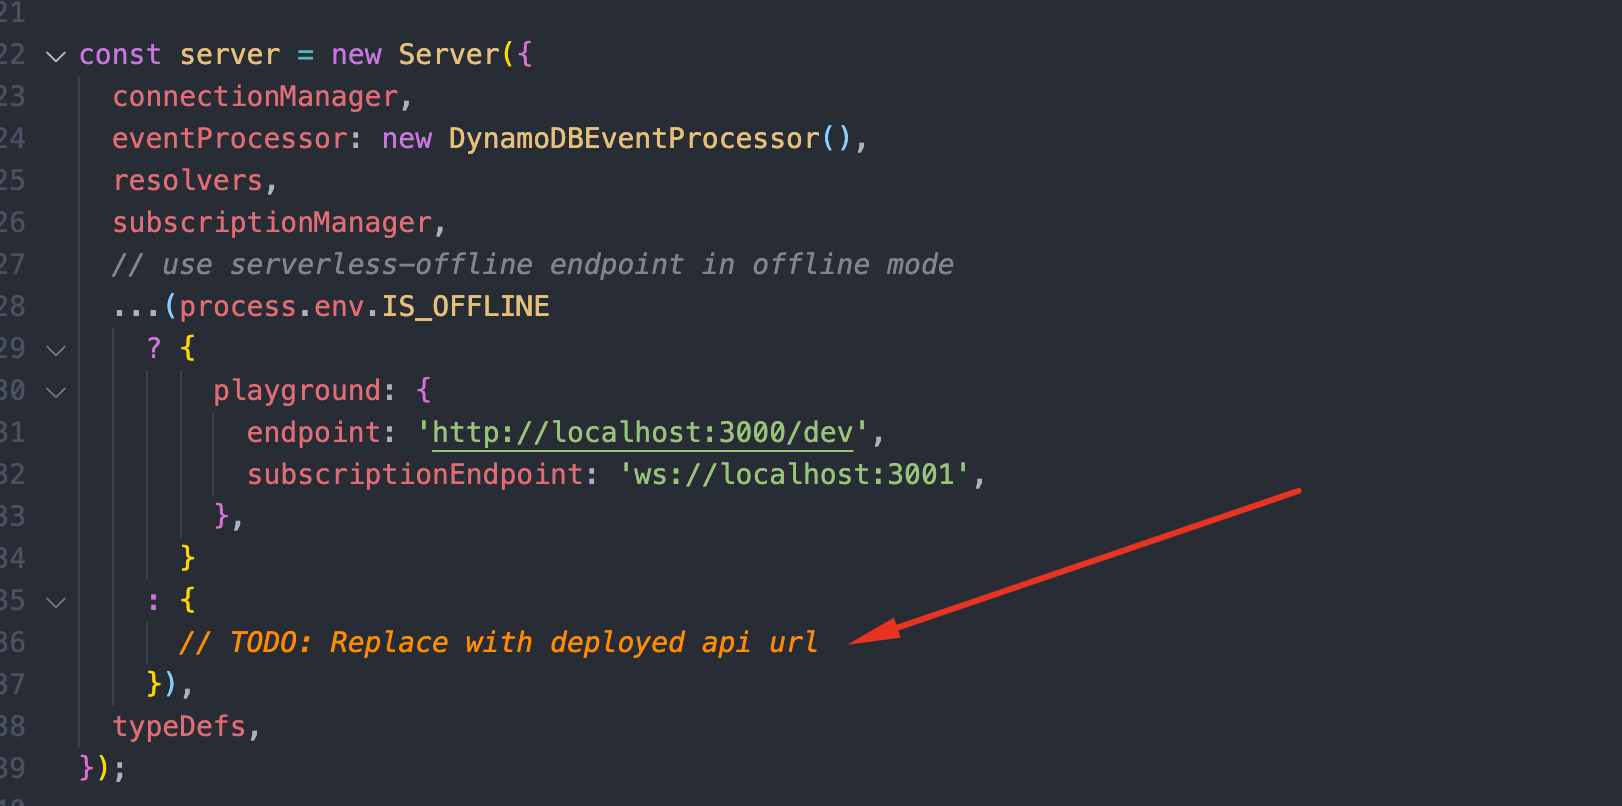 21
22 const server = new Server({
23 connectionManager,
24 eventProcessor: new DynamoDBEventProcessor(),
25 resolvers,
26 subscriptionManager,
27 // use serverless-offline endpoint in offline mode
28 ...(process.env.IS_OFFLINE
29 ? {
30 playground: {
31 endpoint: 'http://localhost:3000/dev',
32 subscriptionEndpoint: 'ws://localhost:3001',
33 },
34 }
35 : {
36 // TODO: Replace with deployed api url
37 }),
38 typeDefs,
39 });